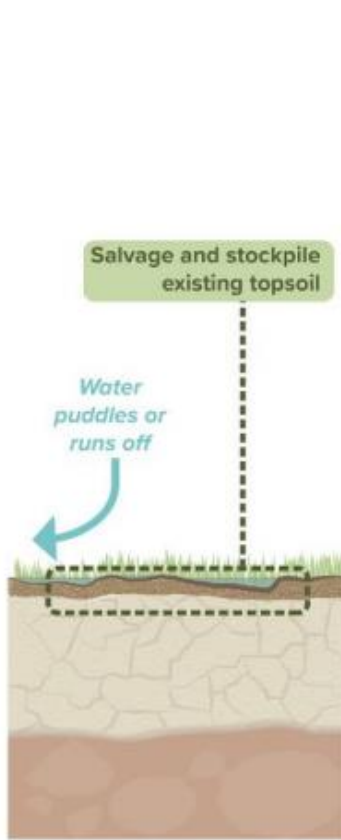 Salvage and stockpile
existing topsoil
Water
puddles or
runs off